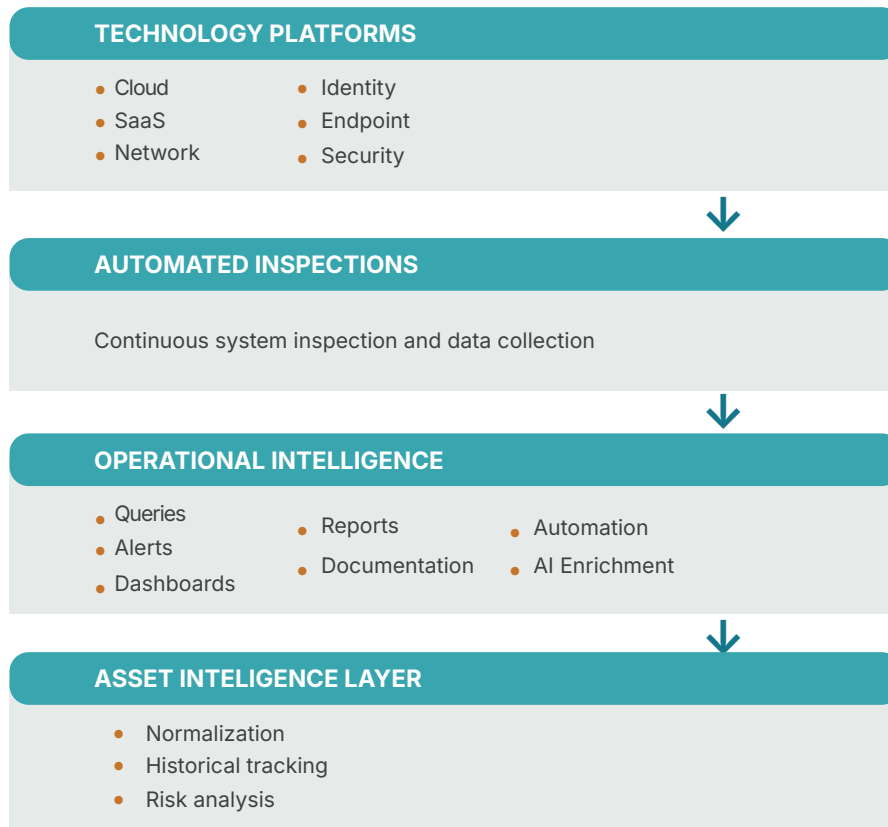 TECHNOLOGY PLATFORMS
Cloud
SaaS
Network
Identity
Endpoint
Security
AUTOMATED INSPECTIONS
Continuous system inspection and data collection
OPERATIONAL INTELLIGENCE
Queries
Alerts
Dashboards
Reports
Documentation
Automation
AI Enrichment
ASSET INTELIGENCE LAYER
Normalization
Historical tracking
Risk analysis